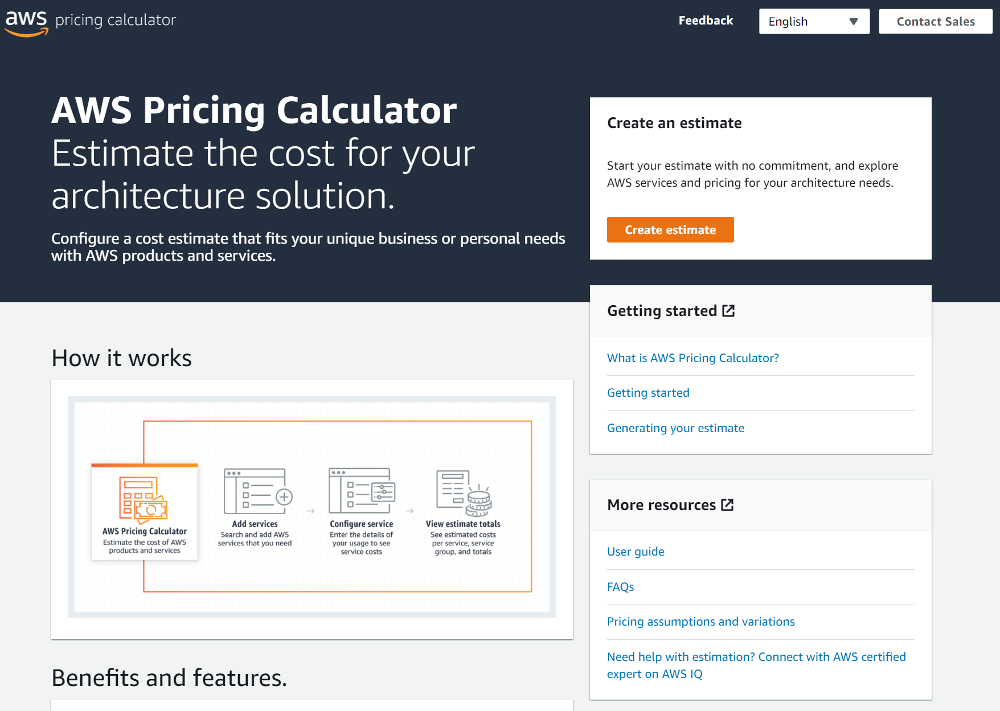 aws pricing calculator
Feedback
English
Contact Sales
AWS Pricing Calculator
Estimate the cost for your
architecture solution.
Configure a cost estimate that fits your unique business or personal needs
with AWS products and services.
Create an estimate
Start your estimate with no commitment, and explore
AWS services and pricing for your architecture needs.
Create estimate
How it works
AWS Pricing Calculator
Estimate the cost of AWS
products and services
Add services
Search and add AWS
services that you need
Configure service
Enter the details of
your usage to see
service costs
View estimate totals
See estimated costs
per service, service
group, and totals
Benefits and features.
Getting started
What is AWS Pricing Calculator?
Getting started
Generating your estimate
More resources
User guide
FAQs
Pricing assumptions and variations
Need help with estimation? Connect with AWS certified
expert on AWS IQ